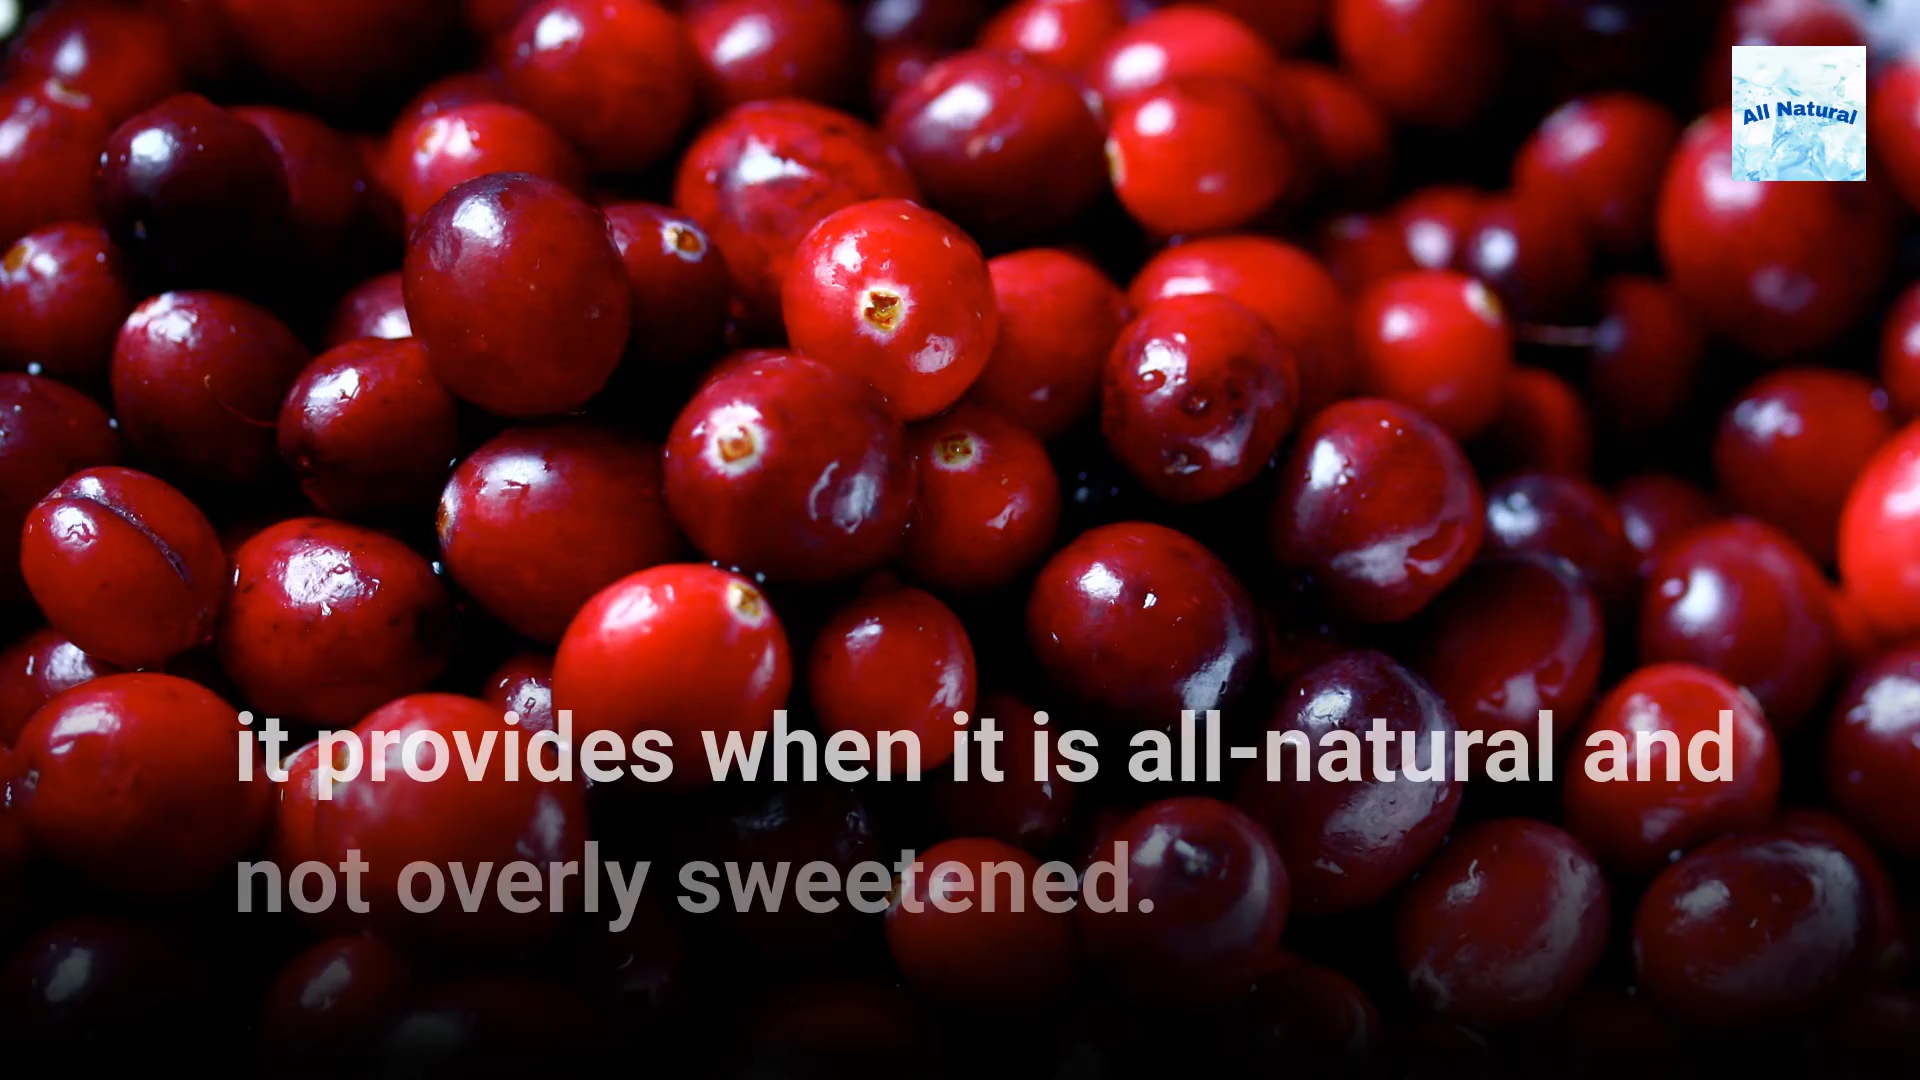 All Natural
it provides when it is all-natural and
not overly sweetened.